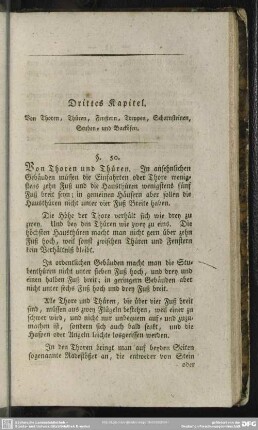 Drittes Kapitel.
Von Thoren, Thüren, Fenstern, Treppen, Schornsteinen,
Stuben- und Backöfen.
§. 50.
Von Thoren und Thüren. In ansehnlichen
Gebäuden müssen die Einfahrten oder Thore wenig-
stens zehn Fuß und die Hausthüren wenigstens fünf
Fuß breit seyn; in gemeinen Häusern aber sollen die
Hausthüren nicht unter vier Fuß Breite haben.
Die Höhe der Thore verhält sich wie drey zu
zwey. Und bey den Thüren wie zwey zu eins. Die
höchsten Hausthüren macht man nicht gern über zehn
Fuß hoch, weil sonst zwischen Thüren und Fenstern
kein Verhältniß bleibt.
In ordentlichen Gebäuden macht man die Stu-
benthüren nicht unter sieben Fuß hoch, und drey und
einen halben Fuß breit; in geringern Gebäuden aber
nicht unter sechs Fuß hoch und drey Fuß breit.
Alle Thore und Thüren, die über vier Fuß breit
sind, müssen aus zwey Flügeln bestehen, weil einer zu
schwer wird, und nicht nur unbequem auf- und zuzu-
machen ist, sondern sich auch bald senkt, und die
Haspen oder Angeln leichte losgerissen werden.
In den Thoren bringt man auf beyden Seiten
sogenannte Radestößer an, die entweder von Stein
oder